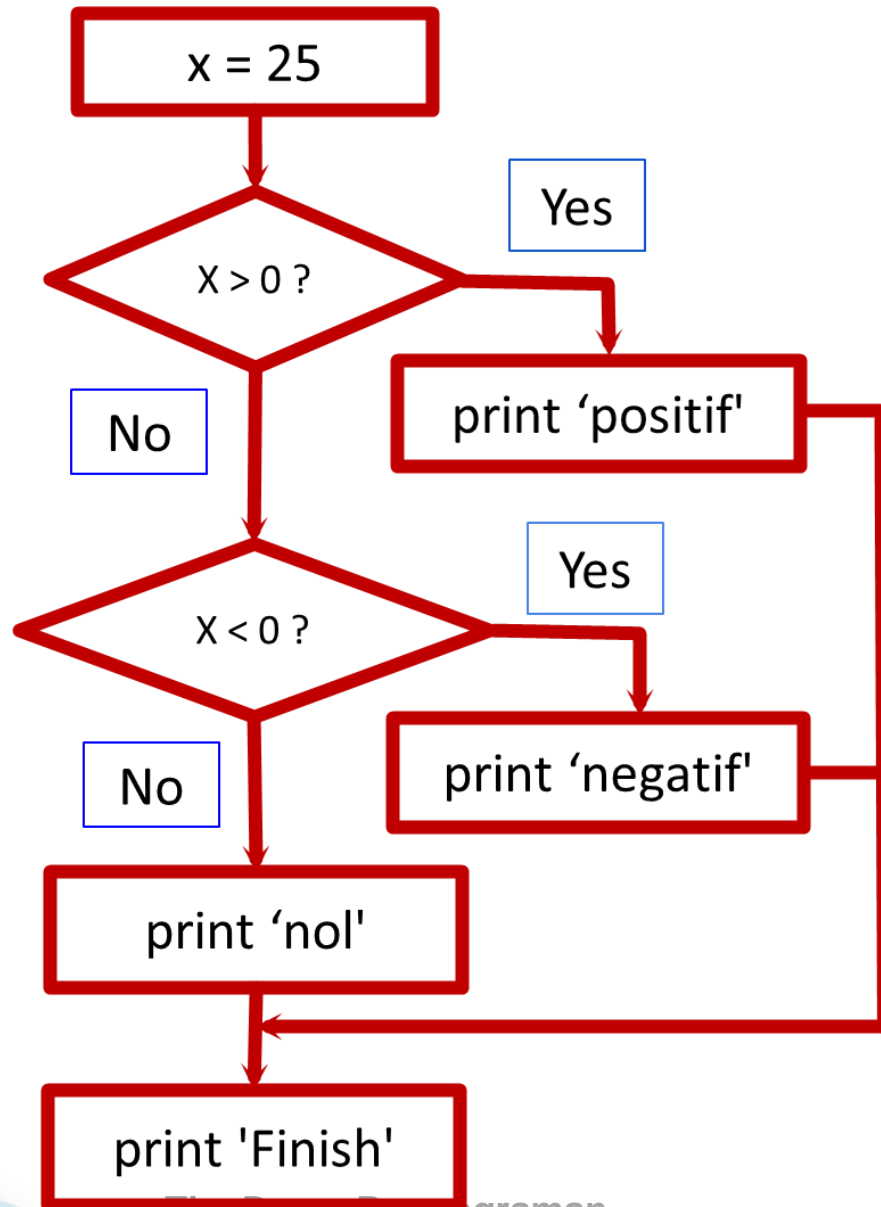 x = 25
Yes
X > 0 ?
print ‘positif'
No
Yes
X < 0 ?
print ‘negatif'
No
print ‘nol'
print 'Finish'